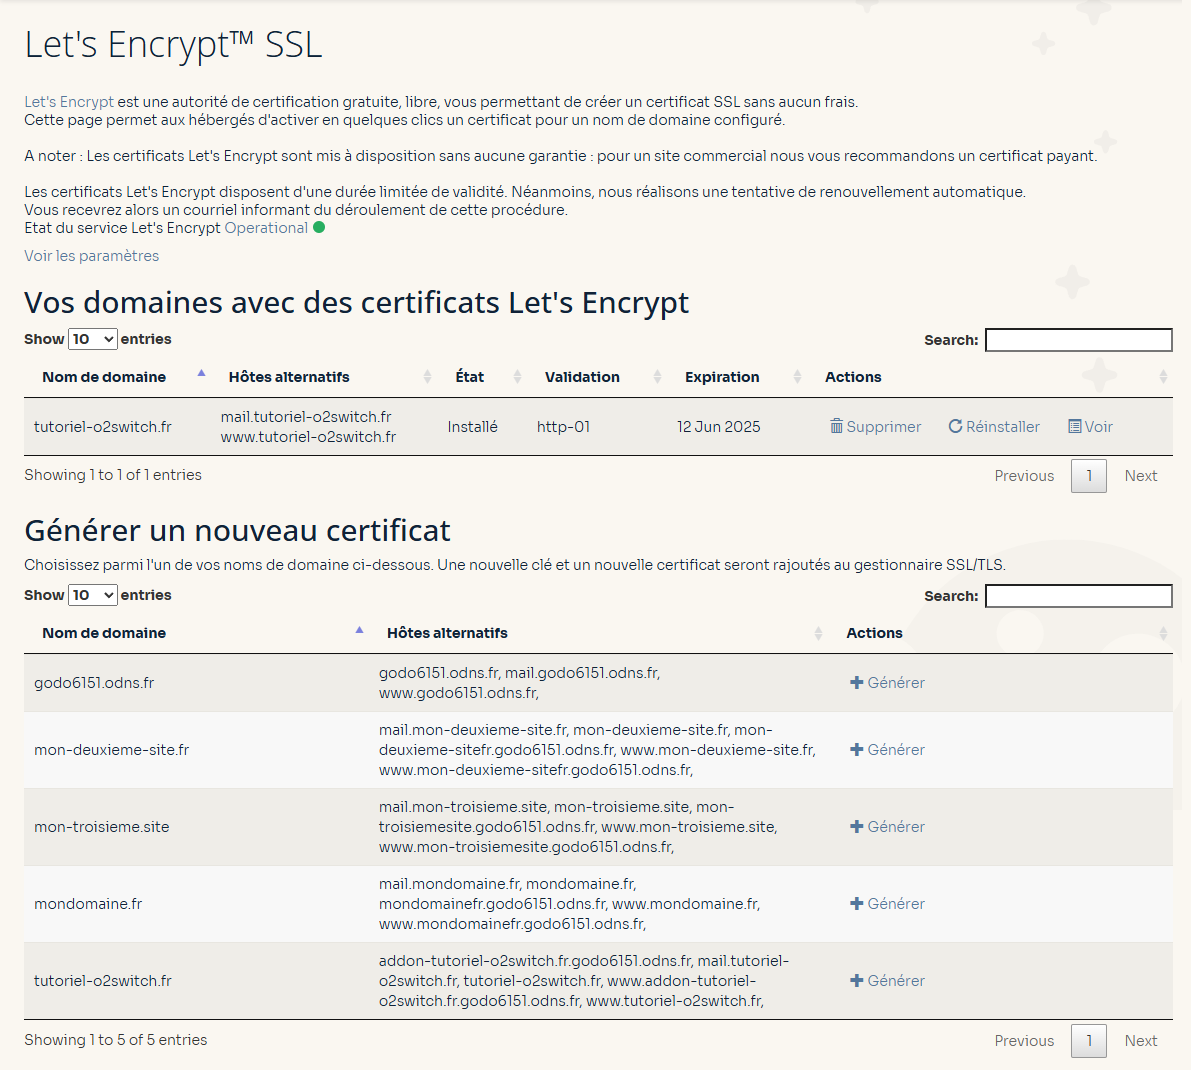 Let's Encrypt™ SSL
Let's Encrypt est une autorité de certification gratuite, libre, vous permettant de créer un certificat SSL sans aucun frais.
Cette page permet aux hébergés d'activer en quelques clics un certificat pour un nom de domaine configuré.
A noter : Les certificats Let's Encrypt sont mis à disposition sans aucune garantie : pour un site commercial nous vous recommandons un certificat payant.
Les certificats Let's Encrypt disposent d'une durée limitée de validité. Néanmoins, nous réalisons une tentative de renouvellement automatique.
Vous recevrez alors un courriel informant du déroulement de cette procédure.
Etat du service Let's Encrypt Operational
Voir les paramètres
Vos domaines avec des certificats Let's Encrypt
Show 10 entries Search:
Nom de domaine Hôtes alternatifs État Validation Expiration Actions
tutoriel-o2switch.fr mail.tutoriel-o2switch.fr Installé http-01 12 Jun 2025 Supprimer Réinstaller Voir
www.tutoriel-o2switch.fr
Showing 1 to 1 of 1 entries Previous 1 Next
Générer un nouveau certificat
Choisissez parmi l'un de vos noms de domaine ci-dessous. Une nouvelle clé et un nouvelle certificat seront rajoutés au gestionnaire SSL/TLS.
Show 10 entries Search:
Nom de domaine Hôtes alternatifs Actions
godo6151.odns.fr godo6151.odns.fr, mail.godo6151.odns.fr, Générer
www.godo6151.odns.fr,
mail.mon-deuxieme-site.fr, mon-deuxieme-site.fr, mon-
mon-deuxieme-site.fr deuxieme-sitefr.godo6151.odns.fr, www.mon-deuxieme-site.fr, Générer
www.mon-deuxieme-sitefr.godo6151.odns.fr,
mail.mon-troisieme.site, mon-troisieme.site, mon-
mon-troisieme.site troisiemesite.godo6151.odns.fr, www.mon-troisieme.site, Générer
www.mon-troisiemesite.godo6151.odns.fr,
mail.mondomaine.fr, mondomaine.fr,
mondomaine.fr mondomainefr.godo6151.odns.fr, www.mondomaine.fr, Générer
www.mondomainefr.godo6151.odns.fr,
addon-tutoriel-o2switch.fr.godo6151.odns.fr, mail.tutoriel-
tutoriel-o2switch.fr o2switch.fr, tutoriel-o2switch.fr, www.addon-tutoriel- Générer
o2switch.fr.godo6151.odns.fr, www.tutoriel-o2switch.fr,
Showing 1 to 5 of 5 entries Previous 1 Next